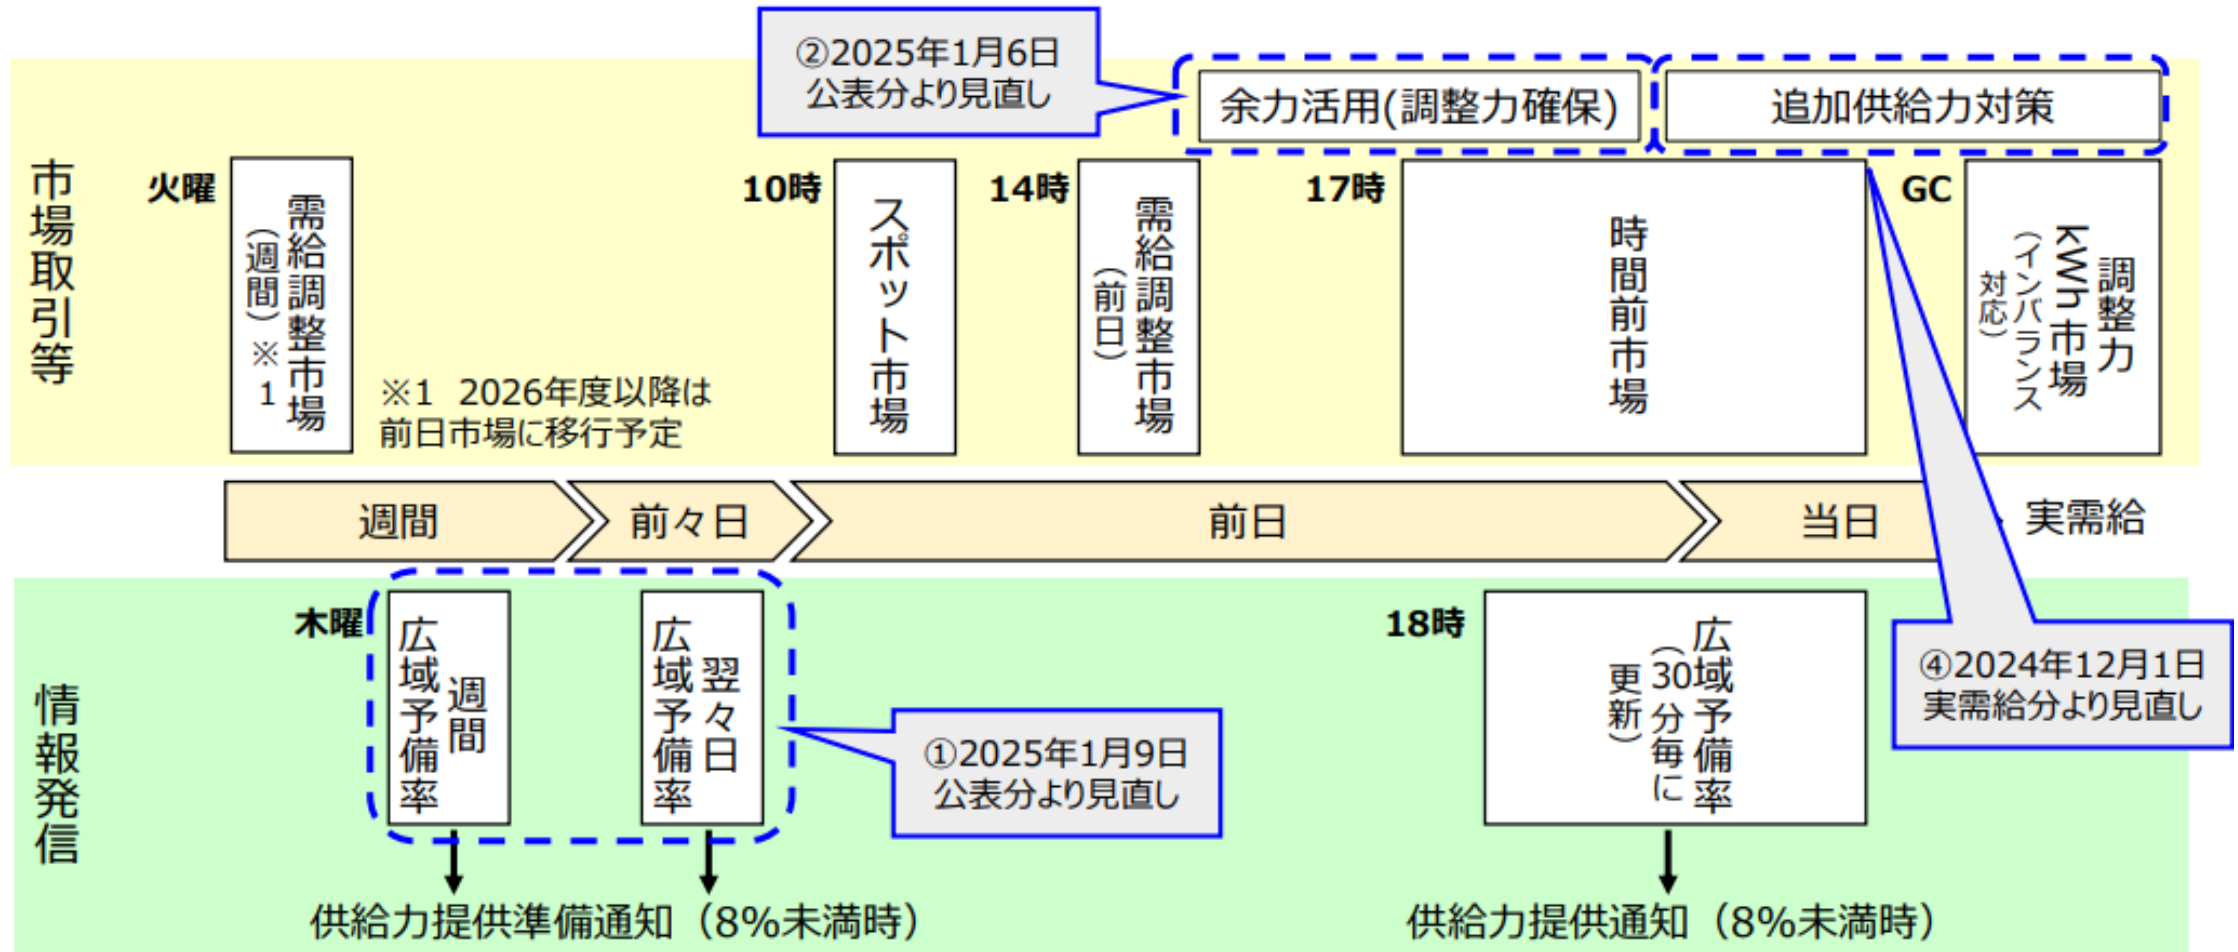 ②2025年1月6日
公表分より見直し
余力活用(調整力確保)
追加供給力対策
市場取引等
火曜
需給調整市場
(週間)※1
※1 2026年度以降は
前日市場に移行予定
10時
スポット市場
14時
需給調整市場
(前日)
17時
時間前市場
GC
調整力
kWh市場
(インバランス
対応)
週間
前々日
前日
当日
実需給
情報発信
木曜
週間
広域予備率
翌々日
広域予備率
①2025年1月9日
公表分より見直し
18時
広域予備率
(30分毎に
更新)
④2024年12月1日
実需給分より見直し
供給力提供準備通知(8%未満時)
供給力提供通知(8%未満時)